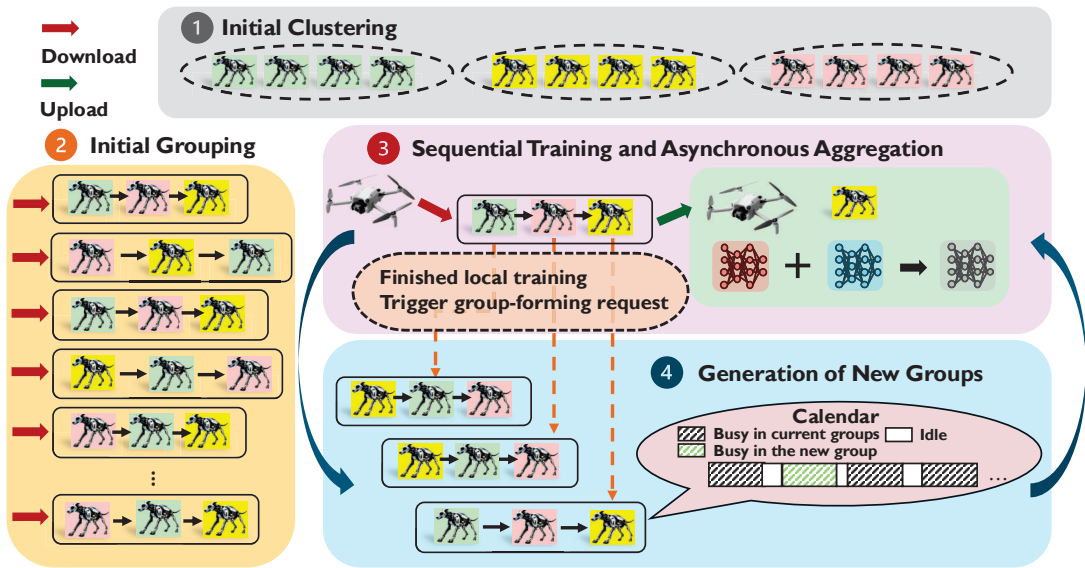 Download
Upload
1 Initial Clustering
2 Initial Grouping
3 Sequential Training and Asynchronous Aggregation
Finished local training
Trigger group-forming request
4 Generation of New Groups
Calendar
Busy in current groups Idle
Busy in the new group
...